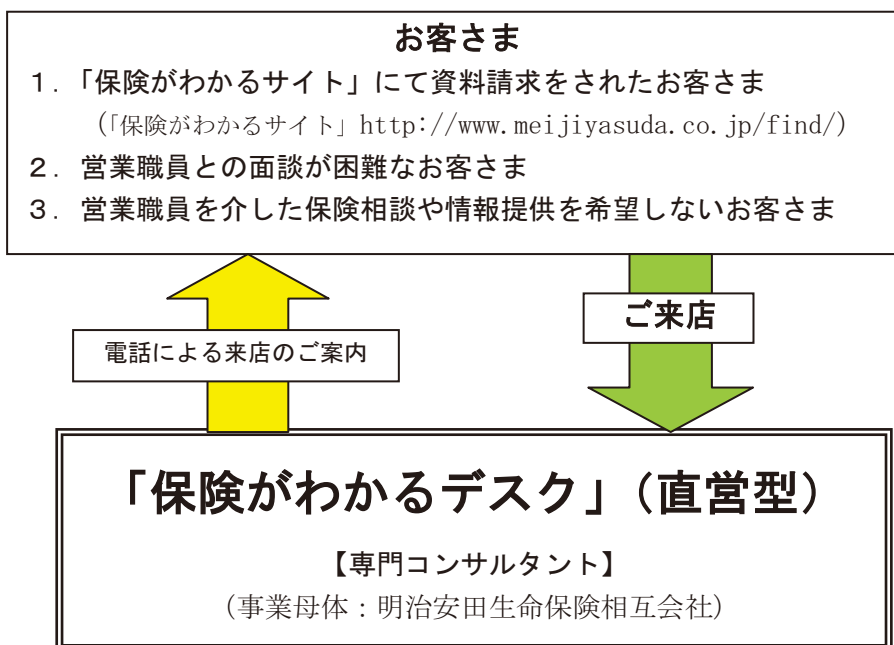 お客さま
１．「保険がわかるサイト」にて資料請求をされたお客さま
（「保険がわかるサイト」http://www.meijiyasuda.co.jp/find/）
２．営業職員との面談が困難なお客さま
３．営業職員を介した保険相談や情報提供を希望しないお客さま
ご来店
電話による来店のご案内
「保険がわかるデスク」（直営型）
【専門コンサルタント】
（事業母体：明治安田生命保険相互会社）